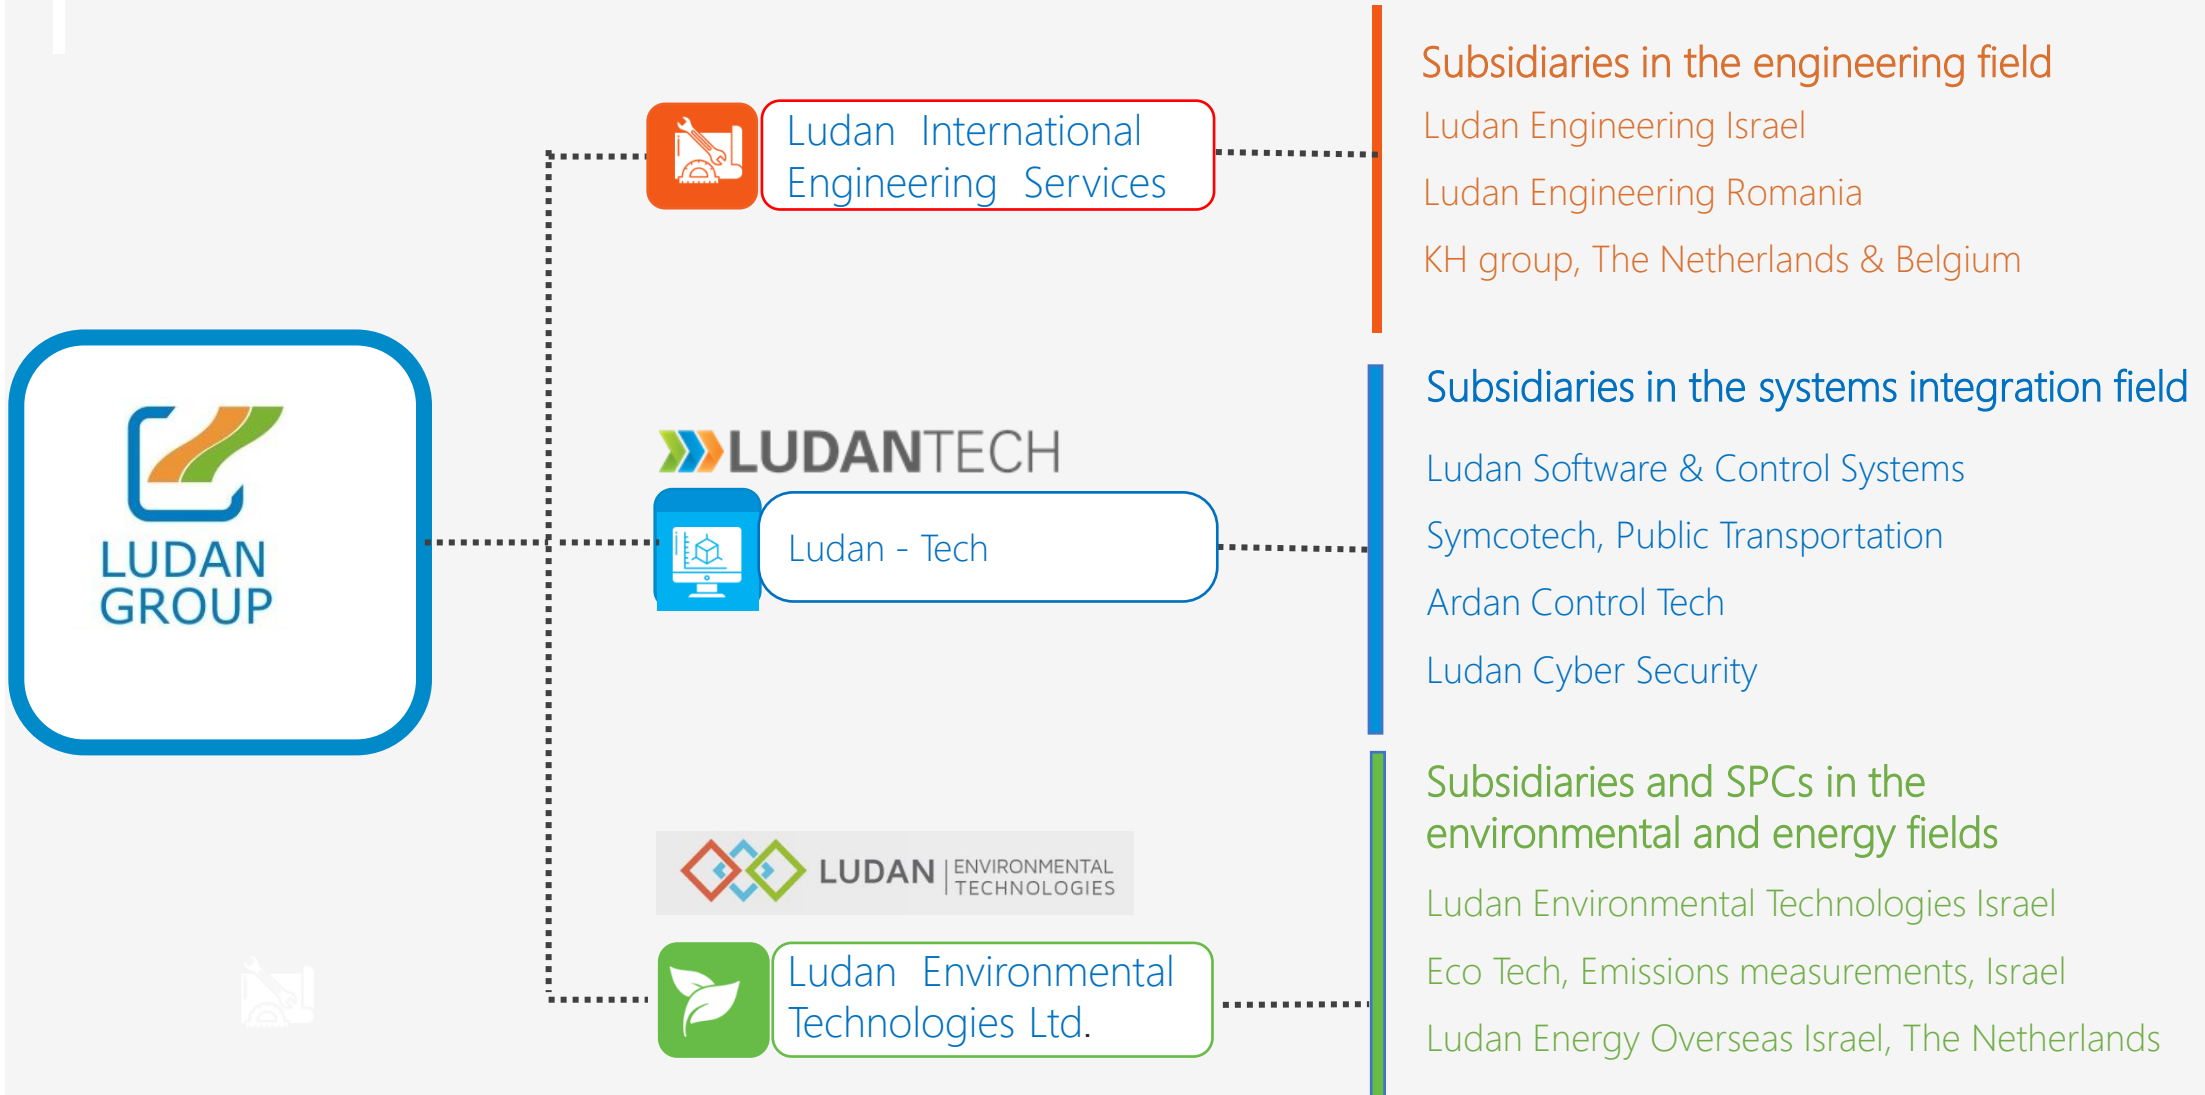 LUDAN
GROUP
Ludan International
Engineering Services
Subsidiaries in the engineering field
Ludan Engineering Israel
Ludan Engineering Romania
KH group, The Netherlands & Belgium
LUDANTECH
Ludan - Tech
Subsidiaries in the systems integration field
Ludan Software & Control Systems
Symcotech, Public Transportation
Ardan Control Tech
Ludan Cyber Security
LUDAN | ENVIRONMENTAL
TECHNOLOGIES
Ludan Environmental
Technologies Ltd.
Subsidiaries and SPCs in the
environmental and energy fields
Ludan Environmental Technologies Israel
Eco Tech, Emissions measurements, Israel
Ludan Energy Overseas Israel, The Netherlands